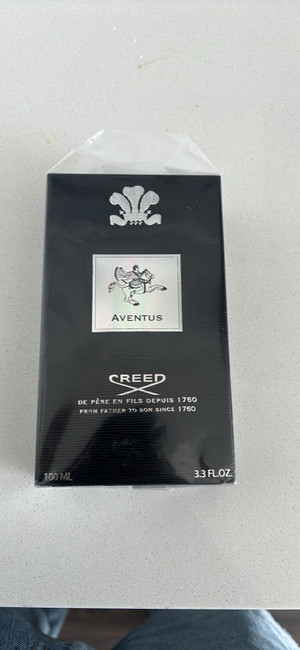 AVENTUS
CREED
DE PÈRE EN FILS DEPUIS 1760
FROM FATHER TO SON SINCE 1760
100 ML
3.3 FL.OZ.